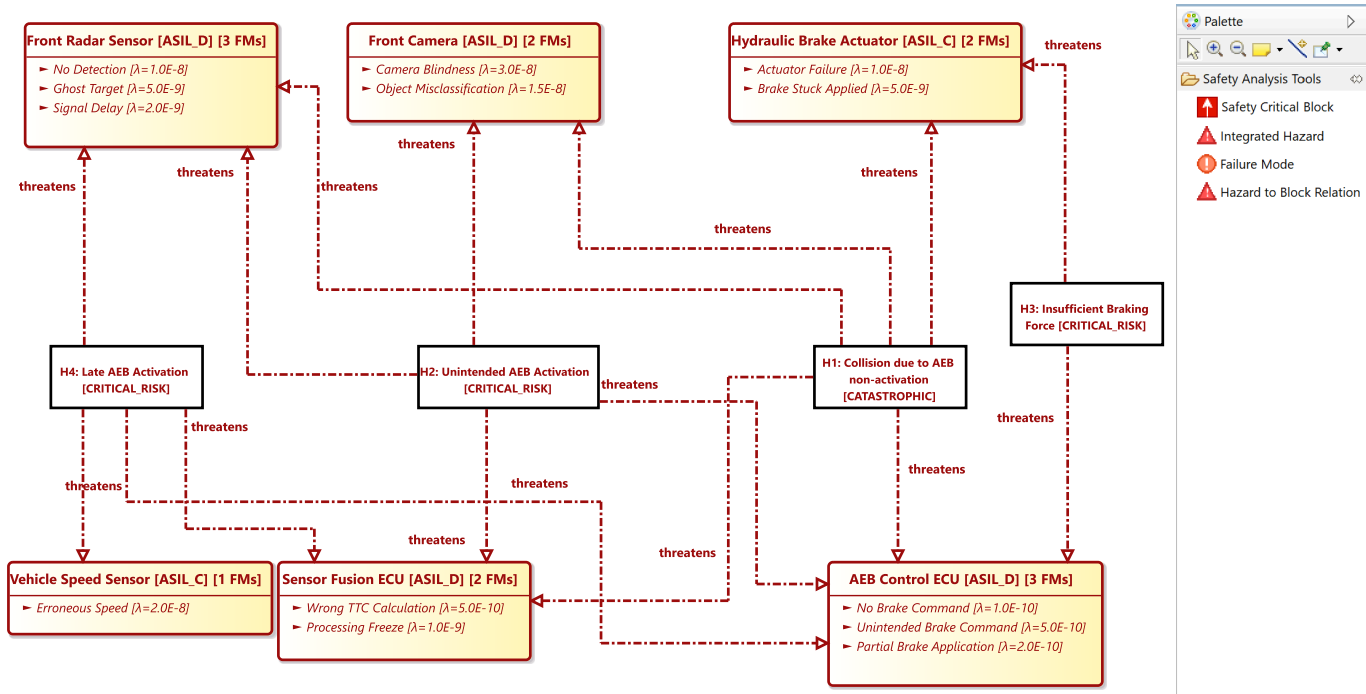 Front Radar Sensor [ASIL_D] [3 FMs]
► No Detection [λ=1.0E-8]
► Ghost Target [λ=5.0E-9]
► Signal Delay [λ=2.0E-9]
Front Camera [ASIL_D] [2 FMs]
► Camera Blindness [λ=3.0E-8]
► Object Misclassification [λ=1.5E-8]
Hydraulic Brake Actuator [ASIL_C] [2 FMs]
► Actuator Failure [λ=1.0E-8]
► Brake Stuck Applied [λ=5.0E-9]
threatens
threatens
threatens
threatens
threatens
threatens
threatens
H3: Insufficient Braking
Force [CRITICAL_RISK]
H4: Late AEB Activation
[CRITICAL_RISK]
H2: Unintended AEB Activation
[CRITICAL_RISK]
H1: Collision due to AEB
non-activation
[CATASTROPHIC]
threatens
threatens
threatens
threatens
threatens
threatens
threatens
threatens
Vehicle Speed Sensor [ASIL_C] [1 FMs]
► Erroneous Speed [λ=2.0E-8]
Sensor Fusion ECU [ASIL_D] [2 FMs]
► Wrong TTC Calculation [λ=5.0E-10]
► Processing Freeze [λ=1.0E-9]
AEB Control ECU [ASIL_D] [3 FMs]
► No Brake Command [λ=1.0E-10]
► Unintended Brake Command [λ=5.0E-10]
► Partial Brake Application [λ=2.0E-10]
Palette
Safety Analysis Tools
Safety Critical Block
Integrated Hazard
Failure Mode
Hazard to Block Relation